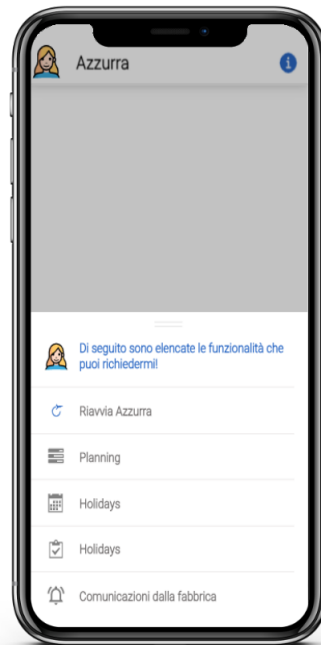 Azzurra
Di seguito sono elencate le funzionalità che
puoi richiedermi!
Riavvia Azzurra
Planning
Holidays
Holidays
Comunicazioni dalla fabbrica